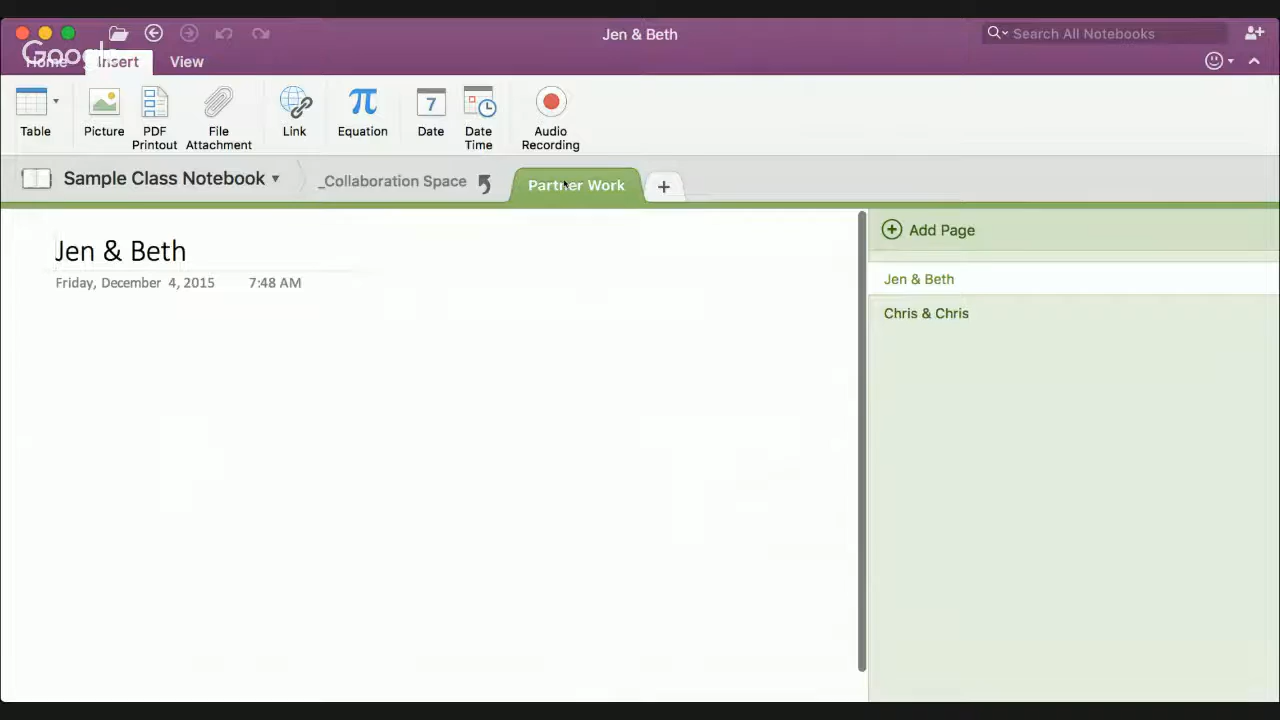 Jen & Beth
Search All Notebooks
Google
Home Insert View
Table Picture PDF Printout File Attachment Link Equation 7 Date Date Time Audio Recording
Sample Class Notebook _Collaboration Space Partner Work +
Jen & Beth
Friday, December 4, 2015 7:48 AM
Add Page
Jen & Beth
Chris & Chris